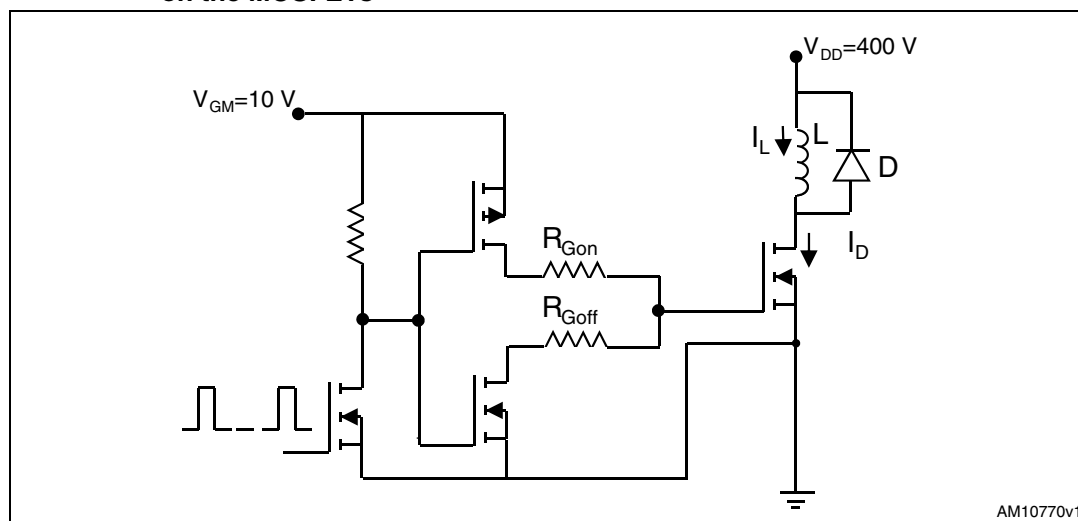 V_DD=400 V
V_GM=10 V
I_L
L
D
R_Gon
I_D
R_Goff
AM10770v1